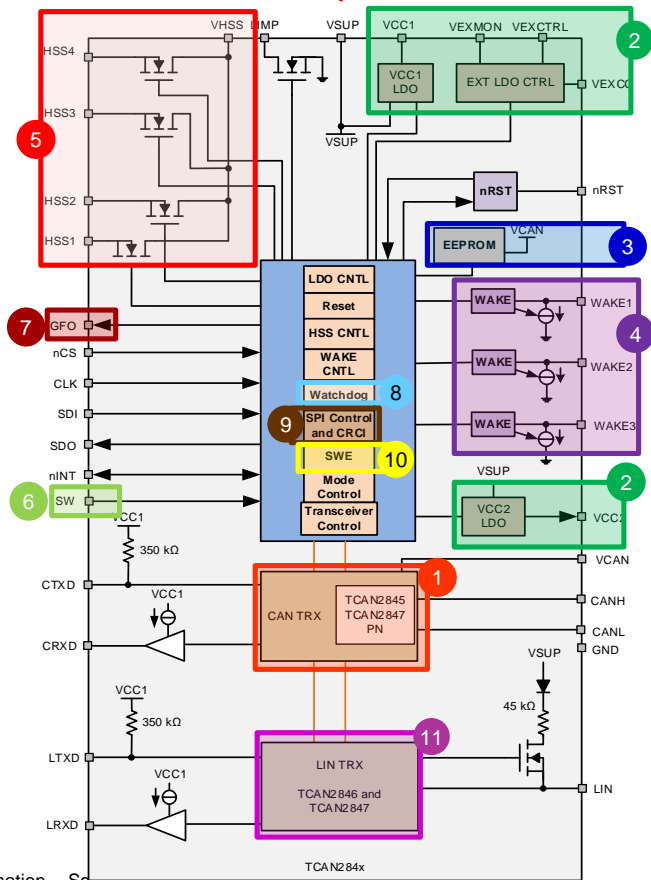 VHSS
LIMP
VSUP
VCC1
VEXMON
VEXCTRL
2
HSS4
VCC1
LDO
EXT LDO CTRL
VEXCC
HSS3
5
VSUP
nRST
nRST
HSS2
EEPROM
VCAN
3
HSS1
LDO CNTL
Reset
HSS CNTL
WAKE
CNTL
Watchdog
8
SPI Control
and CRCI
9
SWE
10
Mode
Control
Transceiver
Control
WAKE
WAKE1
WAKE
WAKE2
4
WAKE
WAKE3
7
GFO
nCS
CLK
SDI
SDO
nINT
6
SW
VSUP
2
VCC2
LDO
VCC2
VCC1
350 kΩ
VCAN
CTXD
1
CAN TRX
TCAN2845
TCAN2847
PN
CANH
CANL
GND
VCC1
CRXD
VSUP
45 kΩ
VCC1
350 kΩ
11
LTXD
LIN TRX
TCAN2846 and
TCAN2847
LIN
VCC1
LRXD
TCAN284x